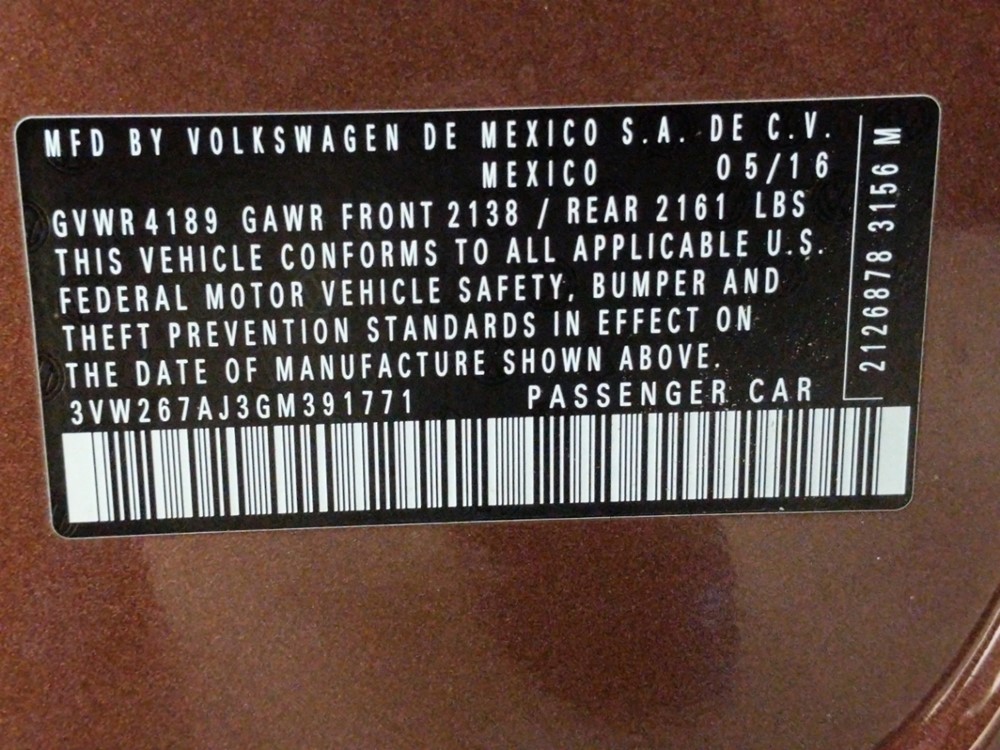 MFD BY VOLKSWAGEN DE MEXICO S.A. DE C.V.
MEXICO 05/16
GVWR 4189 GAWR FRONT 2138 / REAR 2161 LBS
THIS VEHICLE CONFORMS TO ALL APPLICABLE U.S.
FEDERAL MOTOR VEHICLE SAFETY, BUMPER AND
THEFT PREVENTION STANDARDS IN EFFECT ON
THE DATE OF MANUFACTURE SHOWN ABOVE.
3VW267AJ3GM391771 PASSENGER CAR
2126878 3156 M